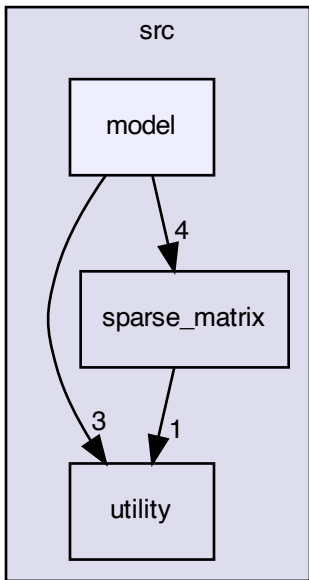 src
model
4
sparse_matrix
3
1
utility